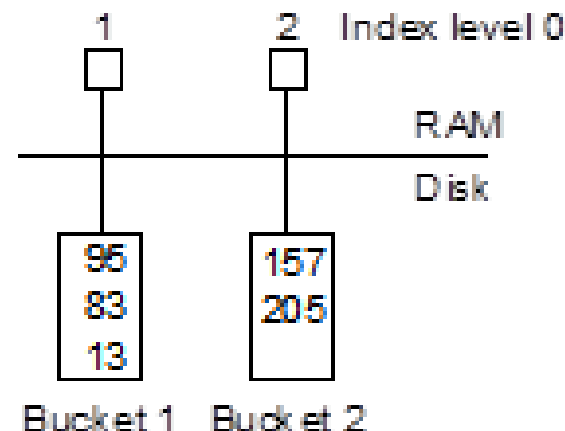 1 2 Index level 0
RAM
Disk
95 157
83 205
13
Bucket 1 Bucket 2